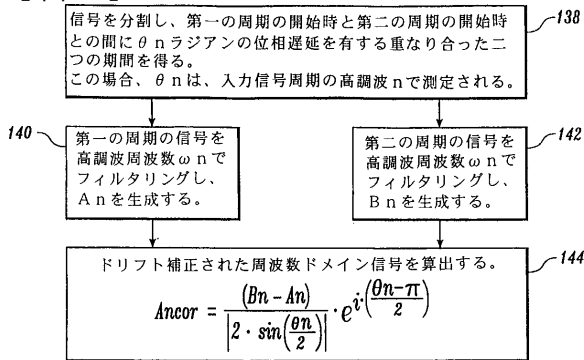 信号を分割し、第一の周期の開始時と第二の周期の開始時
との間にθnラジアンの位相遅延を有する重なり合った二
つの期間を得る。
この場合、θnは、入力信号周期の高調波nで測定される。
138
140
第一の周期の信号を
高調波周波数ωnで
フィルタリングし、
Anを生成する。
142
第二の周期の信号を
高調波周波数ωnで
フィルタリングし、
Bnを生成する。
144
ドリフト補正された周波数ドメイン信号を算出する。
Ancor = (Bn - An) / |2・sin(θn/2)| ・ e^i・(θn-π/2)